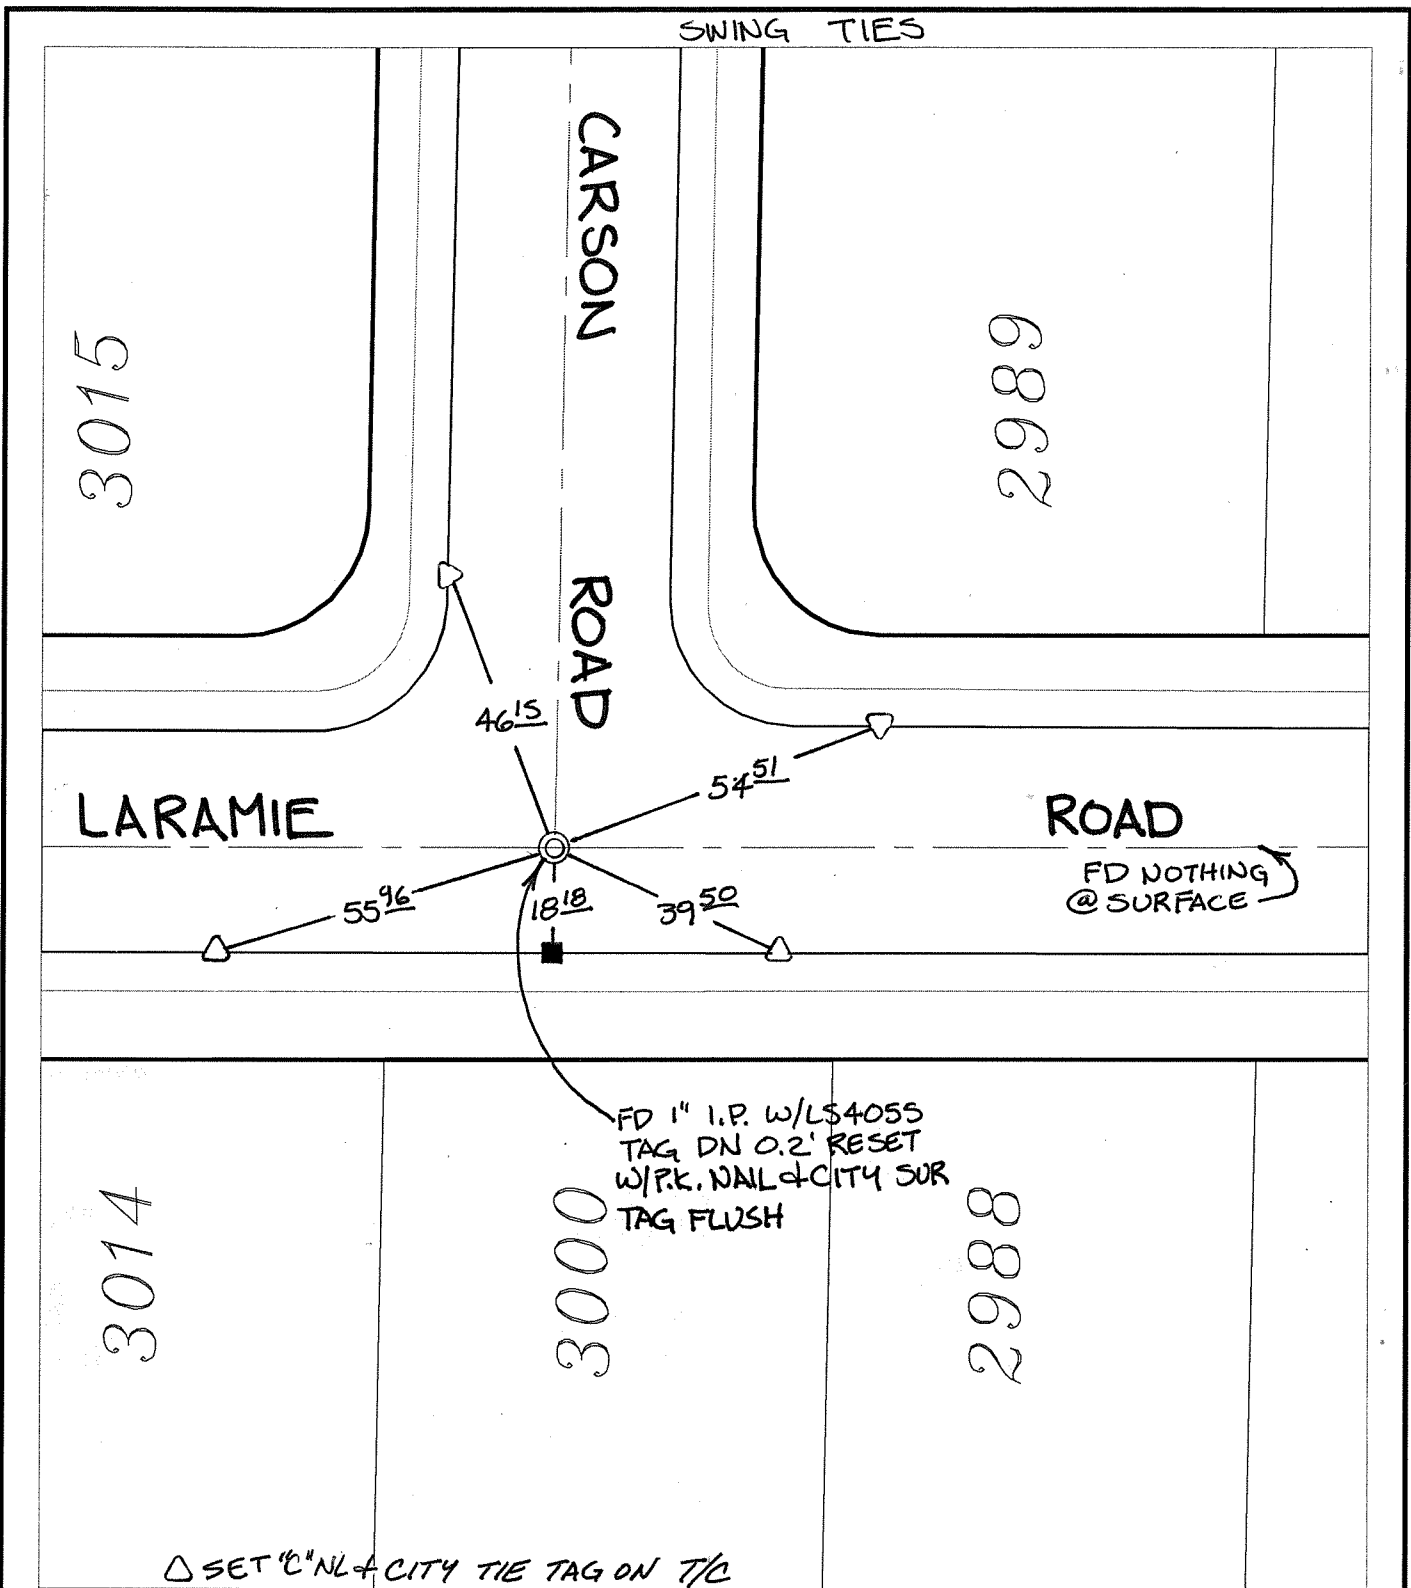 SWING TIES
CARSON
ROAD
3015
2989
46 15
54 51
LARAMIE
ROAD
FD NOTHING
@ SURFACE
55 96
18 18
39 50
FD 1" I.P. W/LS4055
TAG DN 0.2' RESET
W/P.K. NAIL & CITY SUR
TAG FLUSH
3014
3000
2988
△ SET "C" NL & CITY TIE TAG ON T/C